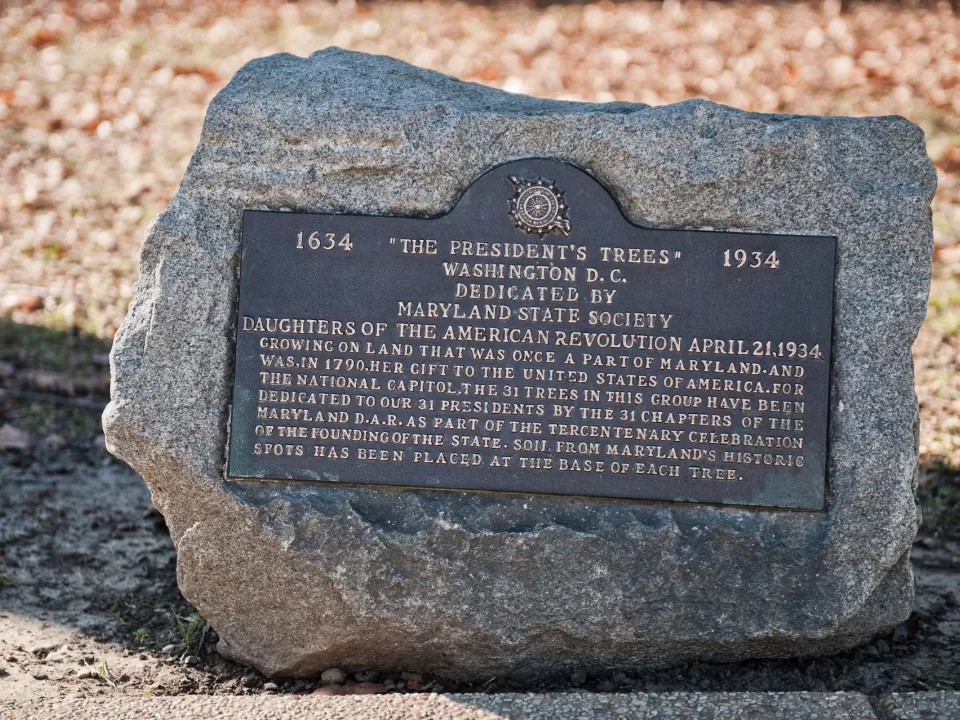 1634 "THE PRESIDENT'S TREES" 1934
WASHINGTON D. C.
DEDICATED BY
MARYLAND STATE SOCIETY
DAUGHTERS OF THE AMERICAN REVOLUTION APRIL 21,1934
GROWING ON LAND THAT WAS ONCE A PART OF MARYLAND·AND
WAS.IN 1790.HER GIFT TO THE UNITED STATES OF AMERICA.FOR
THE NATIONAL CAPITOL.THE 31 TREES IN THIS GROUP HAVE BEEN
DEDICATED TO OUR 31 PRESIDENTS BY THE 31 CHAPTERS OF THE
MARYLAND D.A.R. AS PART OF THE TERCENTENARY CELEBRATION
OF THE FOUNDING OF THE STATE. SOIL FROM MARYLAND'S HISTORIC
SPOTS HAS BEEN PLACED AT THE BASE OF EACH TREE.